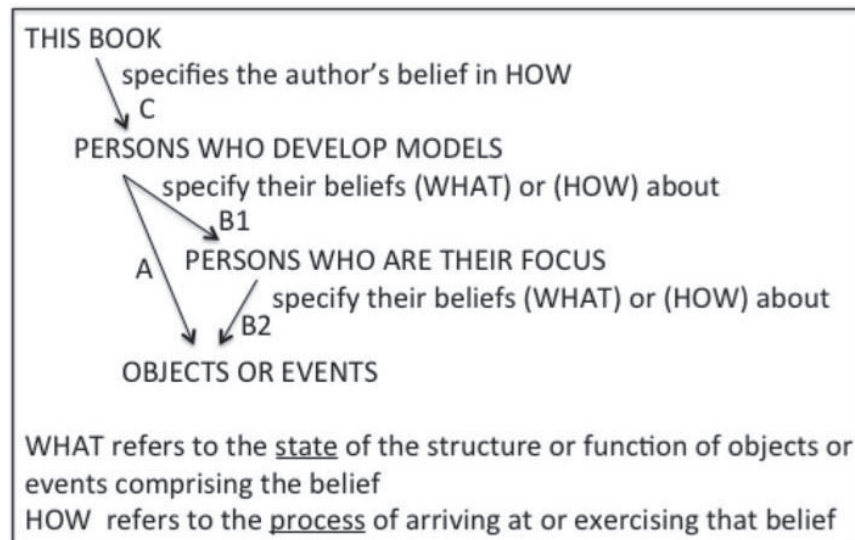 THIS BOOK
specifies the author's belief in HOW
C
PERSONS WHO DEVELOP MODELS
specify their beliefs (WHAT) or (HOW) about
B1
A
PERSONS WHO ARE THEIR FOCUS
specify their beliefs (WHAT) or (HOW) about
B2
OBJECTS OR EVENTS
WHAT refers to the state of the structure or function of objects or
events comprising the belief
HOW refers to the process of arriving at or exercising that belief